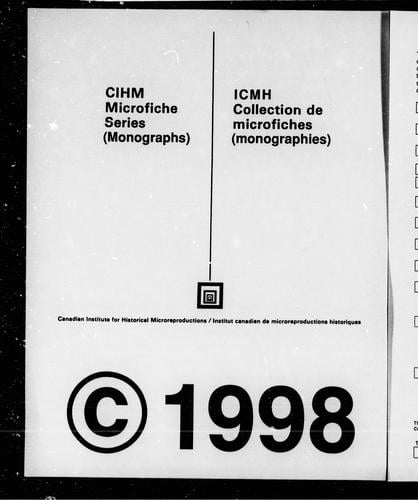 CIHM
Microfiche
Series
(Monographs)
ICMH
Collection de
microfiches
(monographies)
Canadian Institute for Historical Microreproductions / Institut canadien de microreproductions historiques
© 1998